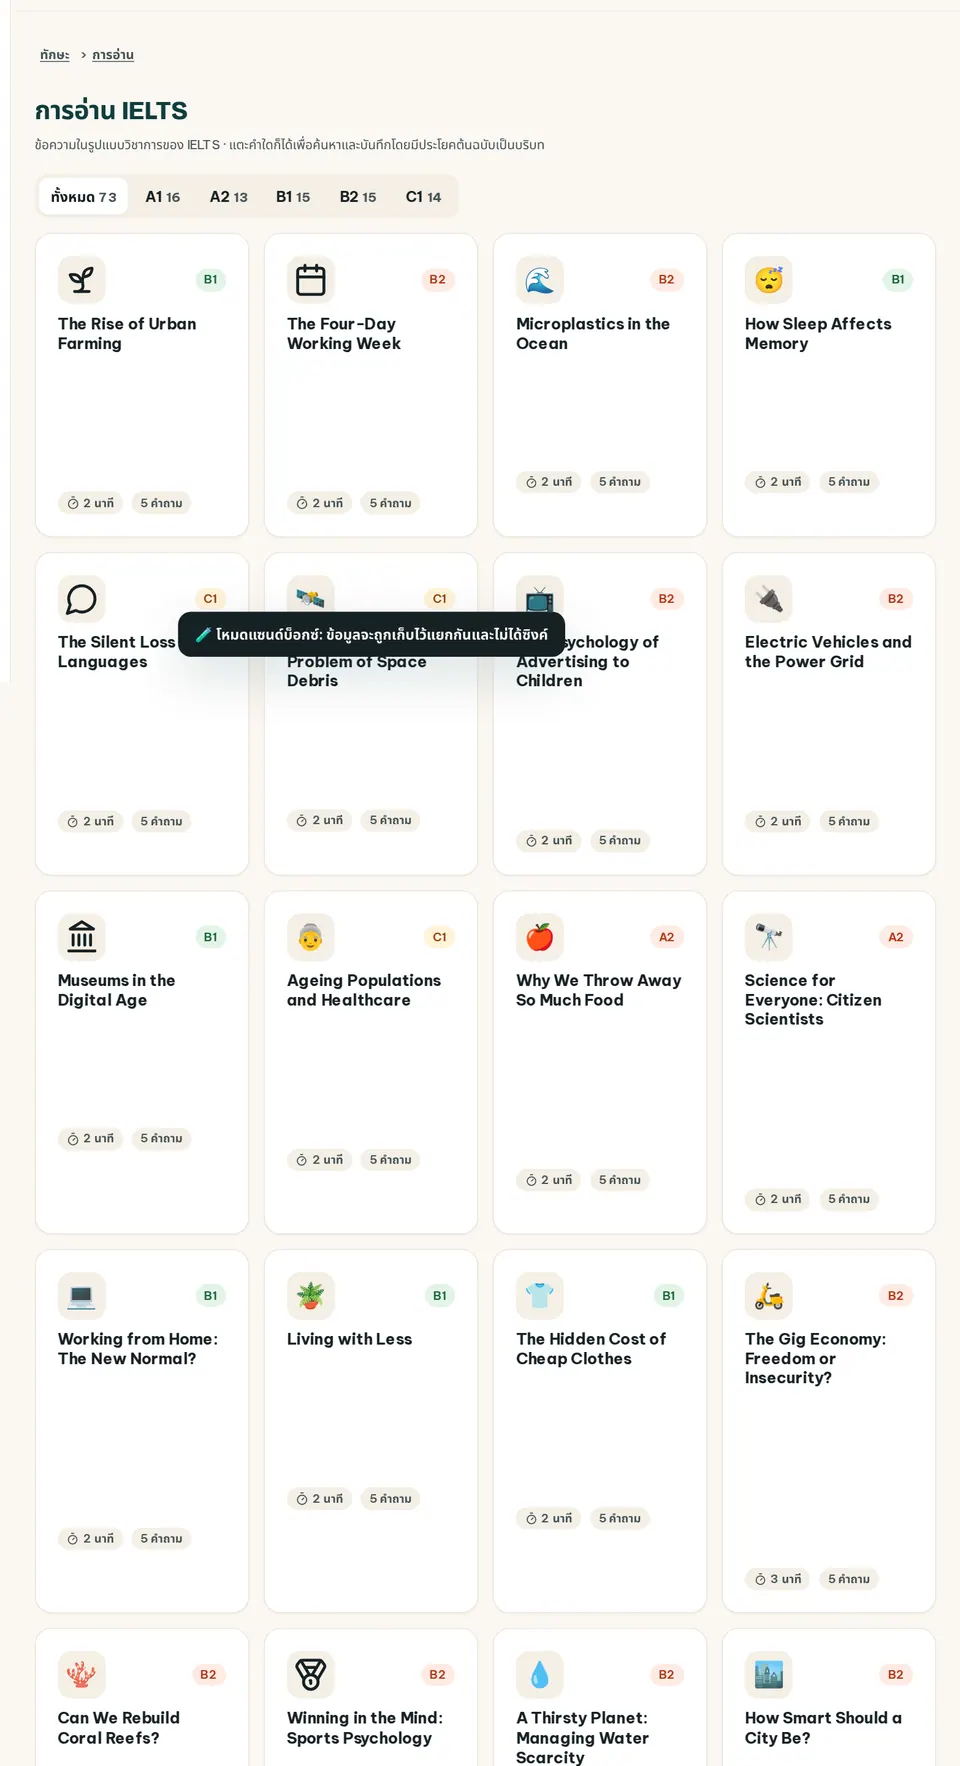 ทักษะ › การอ่าน
การอ่าน IELTS
ข้อความในรูปแบบวิชาการของ IELTS · แตะคำใดก็ได้เพื่อค้นหาและบันทึกโดยมีประโยคต้นฉบับเป็นบริบท
ทั้งหมด 73 A1 16 A2 13 B1 15 B2 15 C1 14
B1
The Rise of Urban
Farming
2 นาที 5 คำถาม
B2
The Four-Day
Working Week
2 นาที 5 คำถาม
B2
Microplastics in the
Ocean
2 นาที 5 คำถาม
B1
How Sleep Affects
Memory
2 นาที 5 คำถาม
C1
The Silent Loss
Languages
2 นาที 5 คำถาม
C1
Problem of Space
Debris
2 นาที 5 คำถาม
ychology of
Advertising to
Children
2 นาที 5 คำถาม
B2
B2
Electric Vehicles and
the Power Grid
2 นาที 5 คำถาม
โหมดแซนด์บ็อกซ์: ข้อมูลจะถูกเก็บไว้แยกกันและไม่ได้ซิงค์
B1
Museums in the
Digital Age
2 นาที 5 คำถาม
C1
Ageing Populations
and Healthcare
2 นาที 5 คำถาม
A2
Why We Throw Away
So Much Food
2 นาที 5 คำถาม
A2
Science for
Everyone: Citizen
Scientists
2 นาที 5 คำถาม
B1
Working from Home:
The New Normal?
2 นาที 5 คำถาม
B1
Living with Less
2 นาที 5 คำถาม
B1
The Hidden Cost of
Cheap Clothes
2 นาที 5 คำถาม
B2
The Gig Economy:
Freedom or
Insecurity?
3 นาที 5 คำถาม
B2
Can We Rebuild
Coral Reefs?
B2
Winning in the Mind:
Sports Psychology
B2
A Thirsty Planet:
Managing Water
Scarcity
B2
How Smart Should a
City Be?